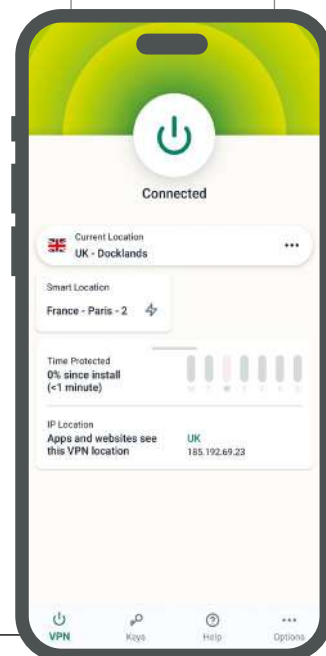 Connected
Current Location
UK - Docklands
Smart Location
France - Paris - 2
Time Protected
0% since install
(<1 minute)
M T W T F S S
IP Location
Apps and websites see
this VPN location
UK
185.192.69.23
VPN
Keys
Help
Options